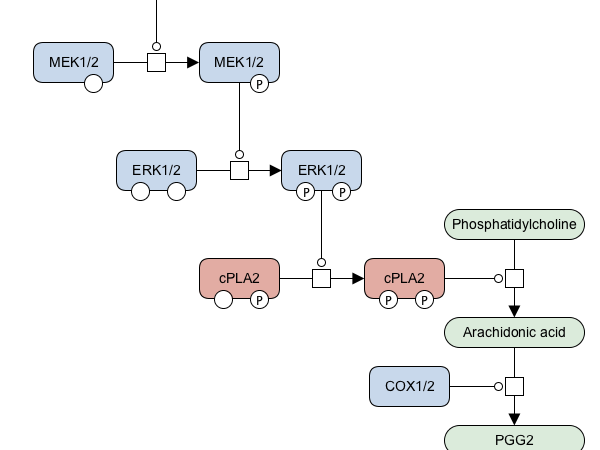 MEK1/2
MEK1/2
P
ERK1/2
ERK1/2
P
P
Phosphatidylcholine
cPLA2
cPLA2
P
P
P
Arachidonic acid
COX1/2
PGG2